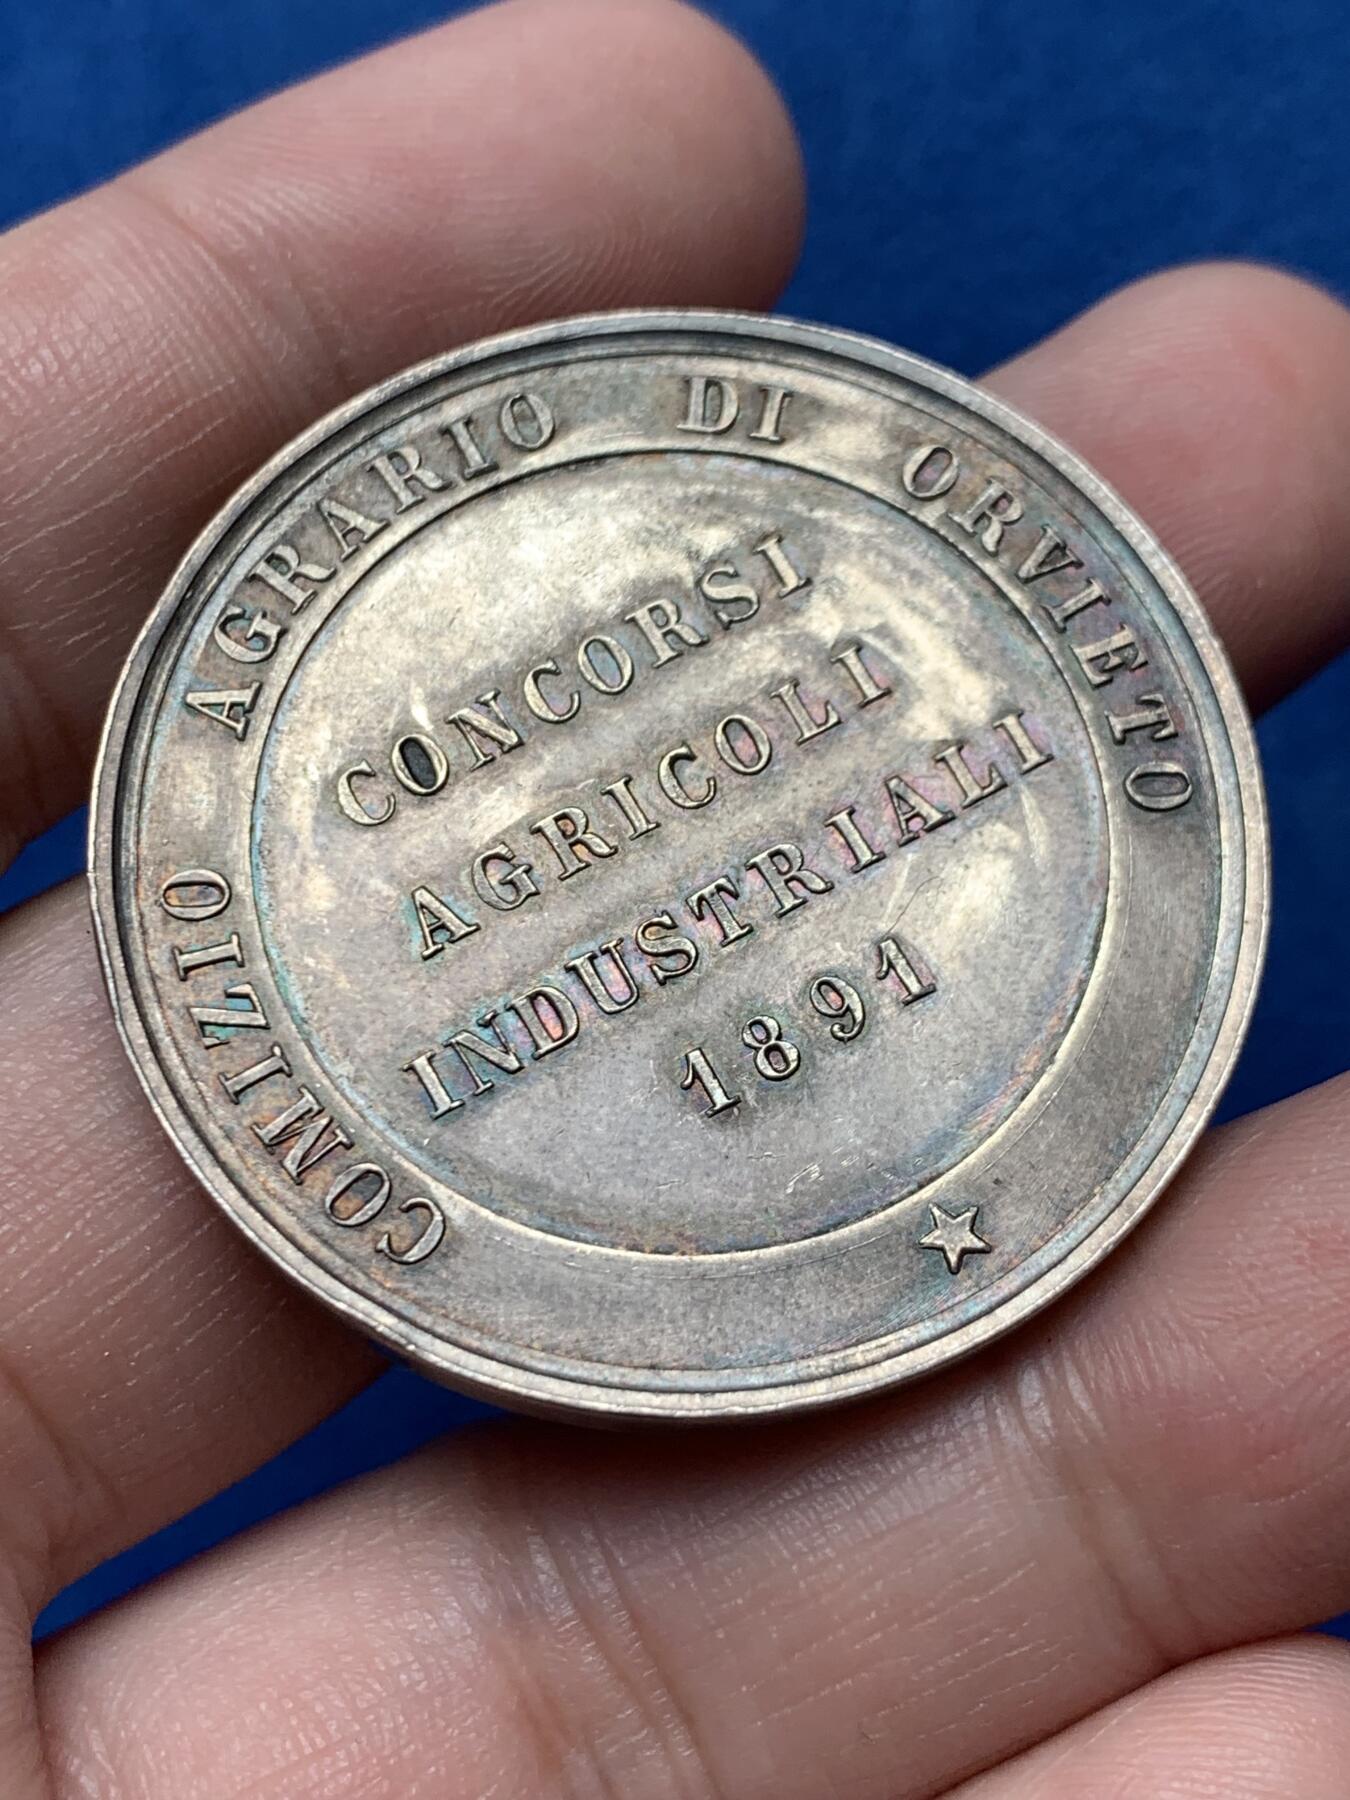 COMIZIO AGRARIO DI ORVIETO
CONCORSI
AGRICOLI
INDUSTRIALI
1891